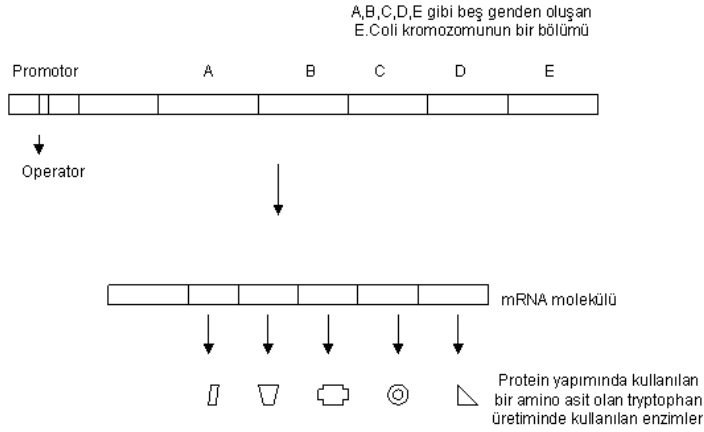 A,B,C,D,E gibi beş genden oluşan
E.Coli kromozomunun bir bölümü
Promotor A B C D E
Operator
mRNA molekülü
Protein yapımında kullanılan
bir amino asit olan tryptophan
üretiminde kullanılan enzimler